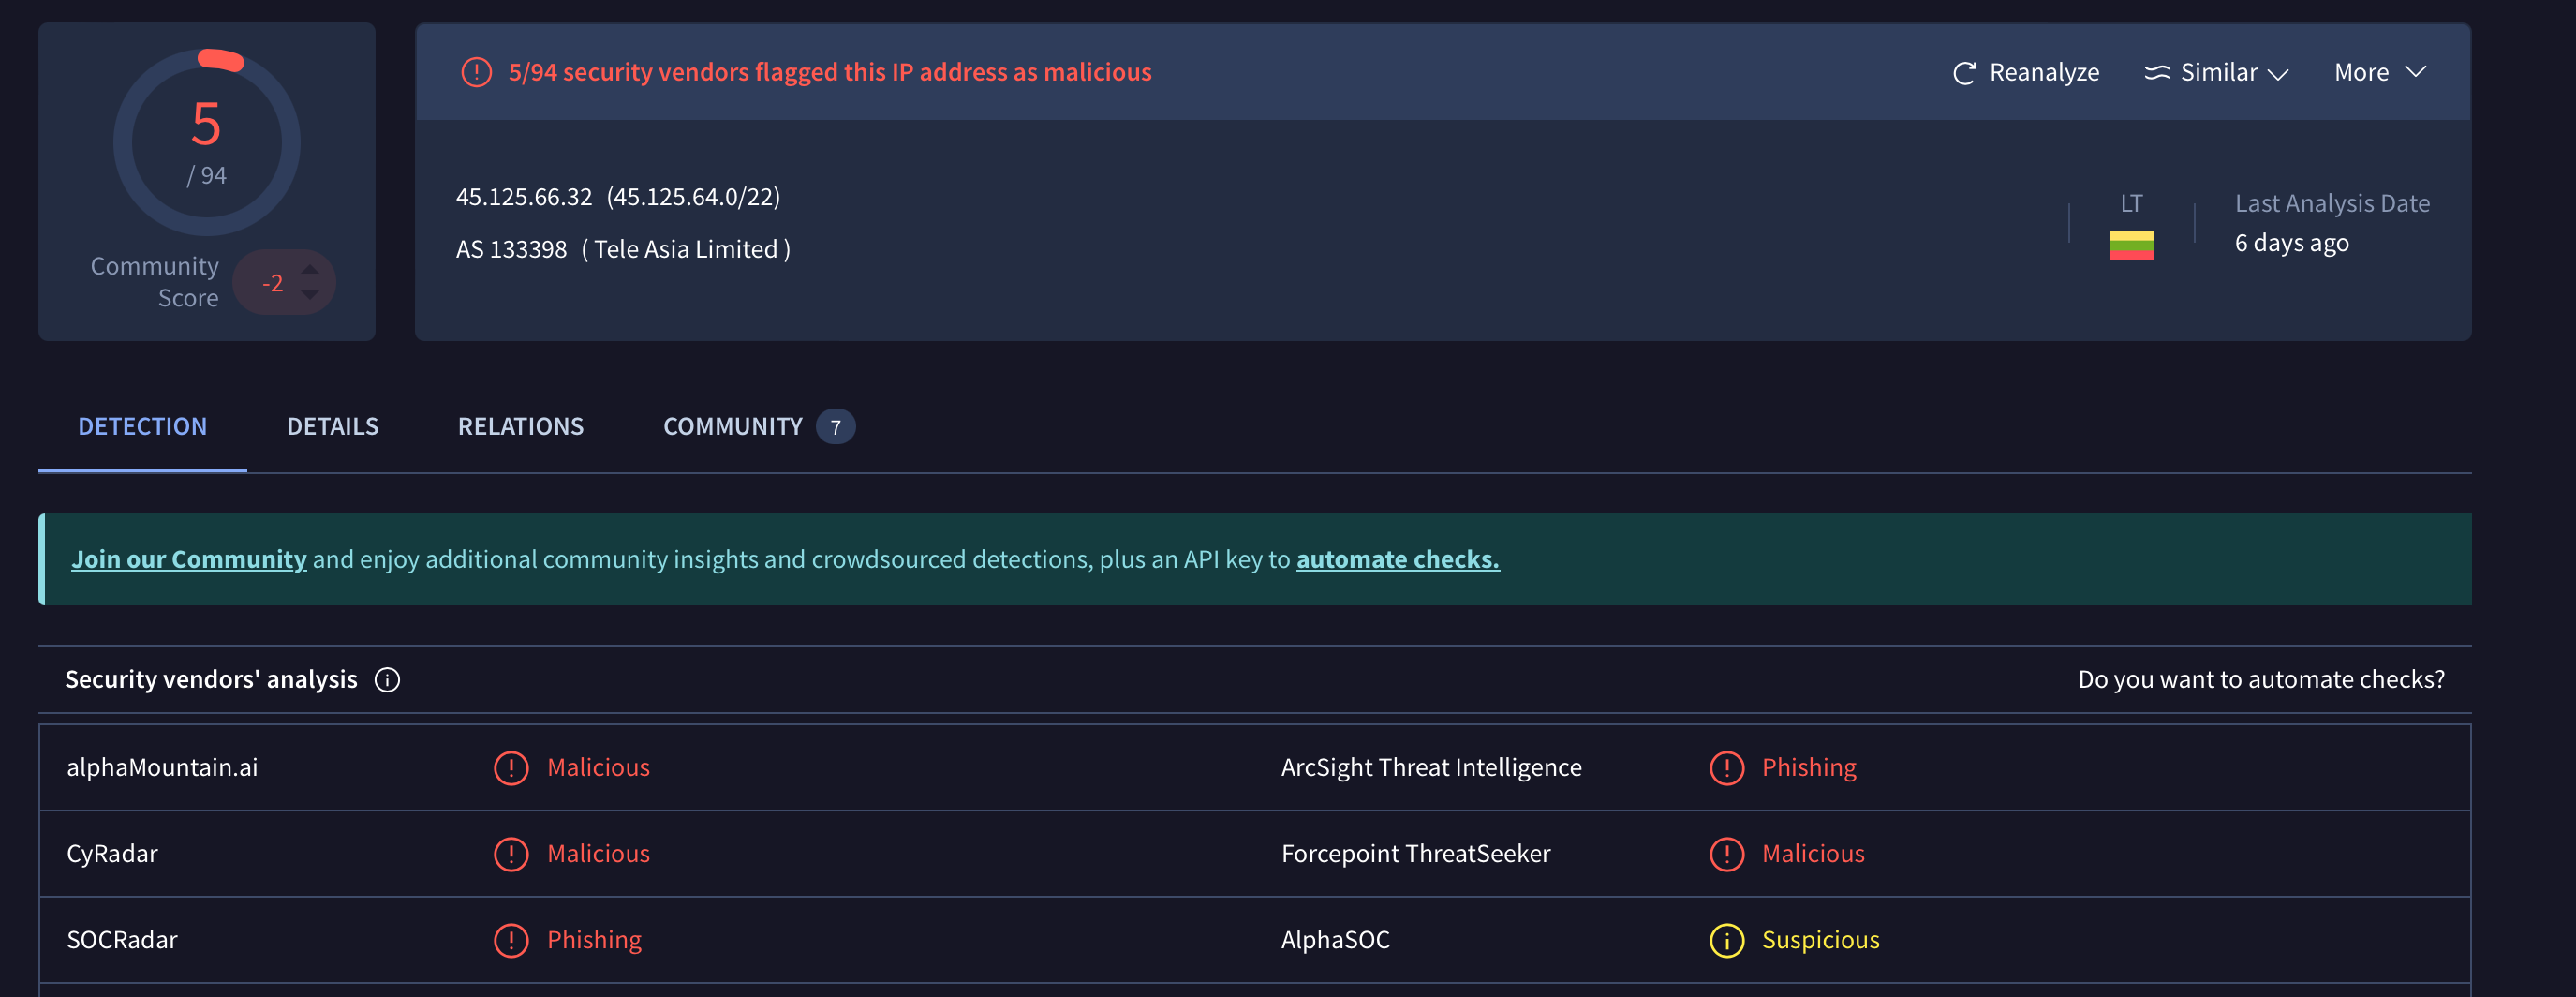 5
/ 94
Community
Score
-2
5/94 security vendors flagged this IP address as malicious
Reanalyze Similar More
45.125.66.32 (45.125.64.0/22)
AS 133398 ( Tele Asia Limited )
LT
Last Analysis Date
6 days ago
DETECTION DETAILS RELATIONS COMMUNITY 7
Join our Community and enjoy additional community insights and crowdsourced detections, plus an API key to automate checks.
Security vendors' analysis Do you want to automate checks?
alphaMountain.ai Malicious ArcSight Threat Intelligence Phishing
CyRadar Malicious Forcepoint ThreatSeeker Malicious
SOCRadar Phishing AlphaSOC Suspicious